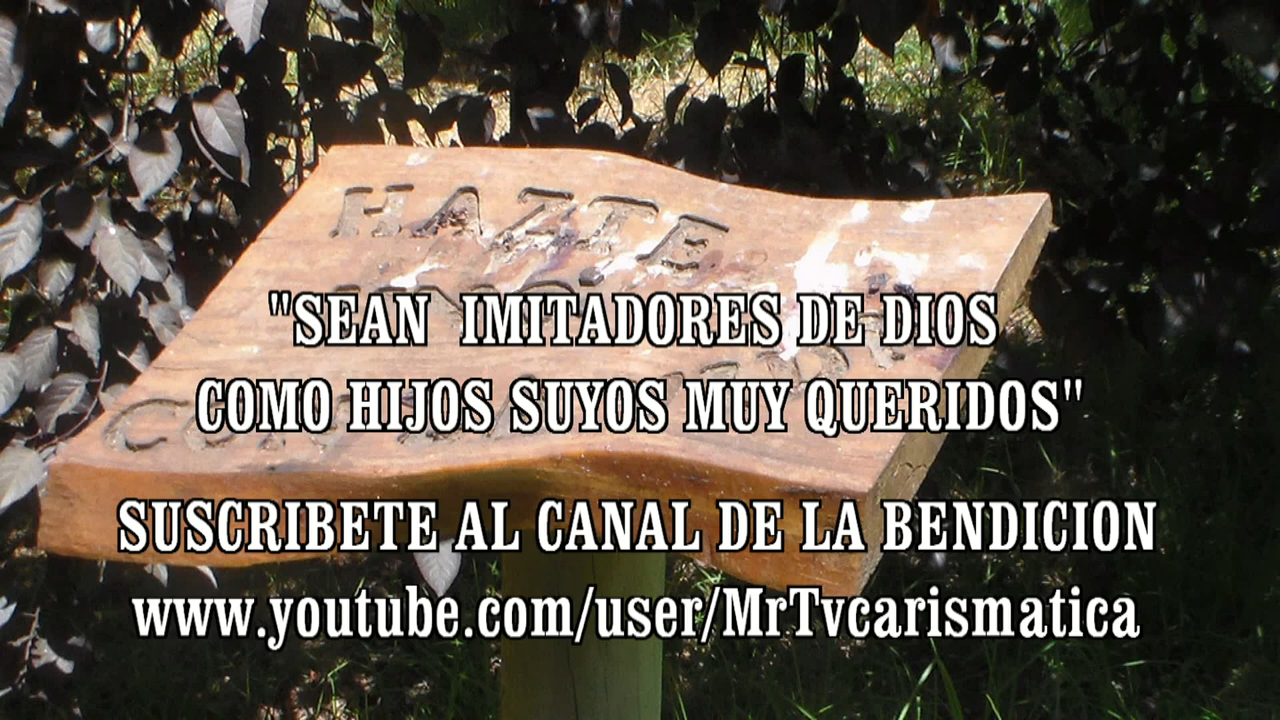 HAZTE
"SEAN IMITADORES DE DIOS
COMO HIJOS SUYOS MUY QUERIDOS"
SUSCRIBETE AL CANAL DE LA BENDICION
www.youtube.com/user/MrTvcarismatica